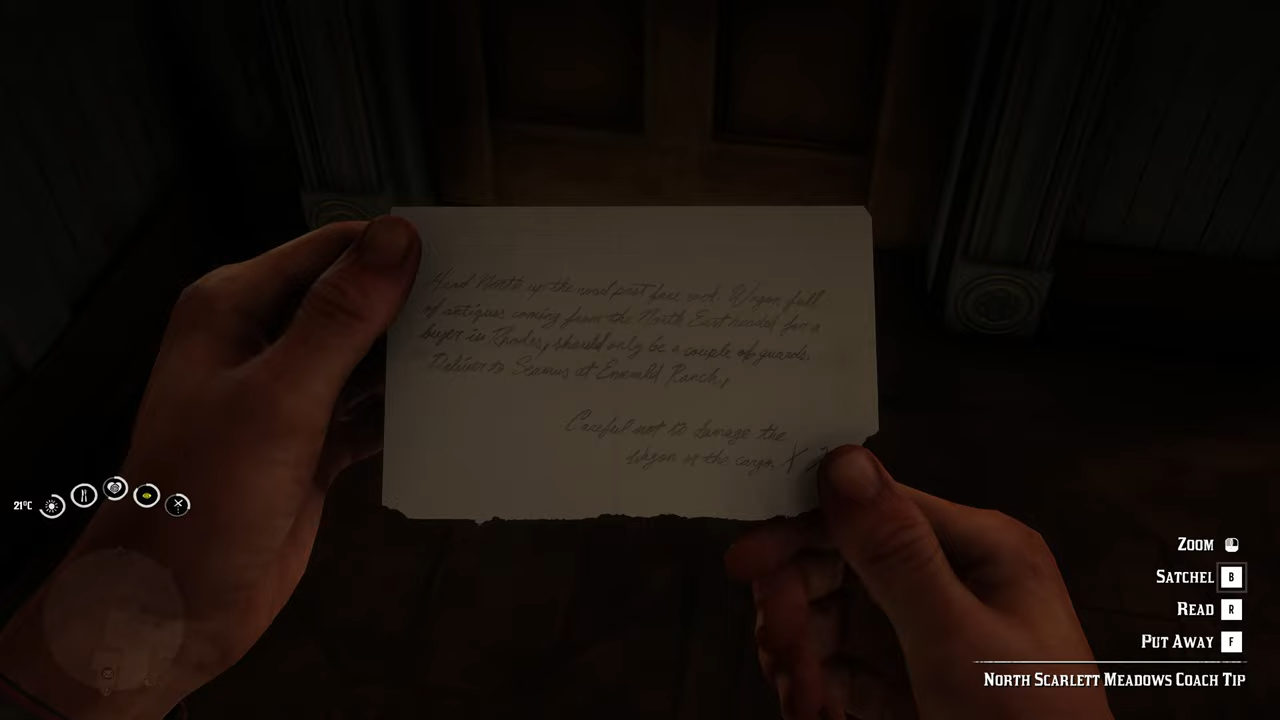 Head North up the road past face rock. Wagon full
of antiques coming from the North East headed for a
buyer in Rhodes, should only be a couple of guards.
Deliver to Seamus at Emerald Ranch,
Careful not to damage the
wagon or the cargo. X
21°C
ZOOM
SATCHEL B
READ R
PUT AWAY F
NORTH SCARLETT MEADOWS COACH TIP